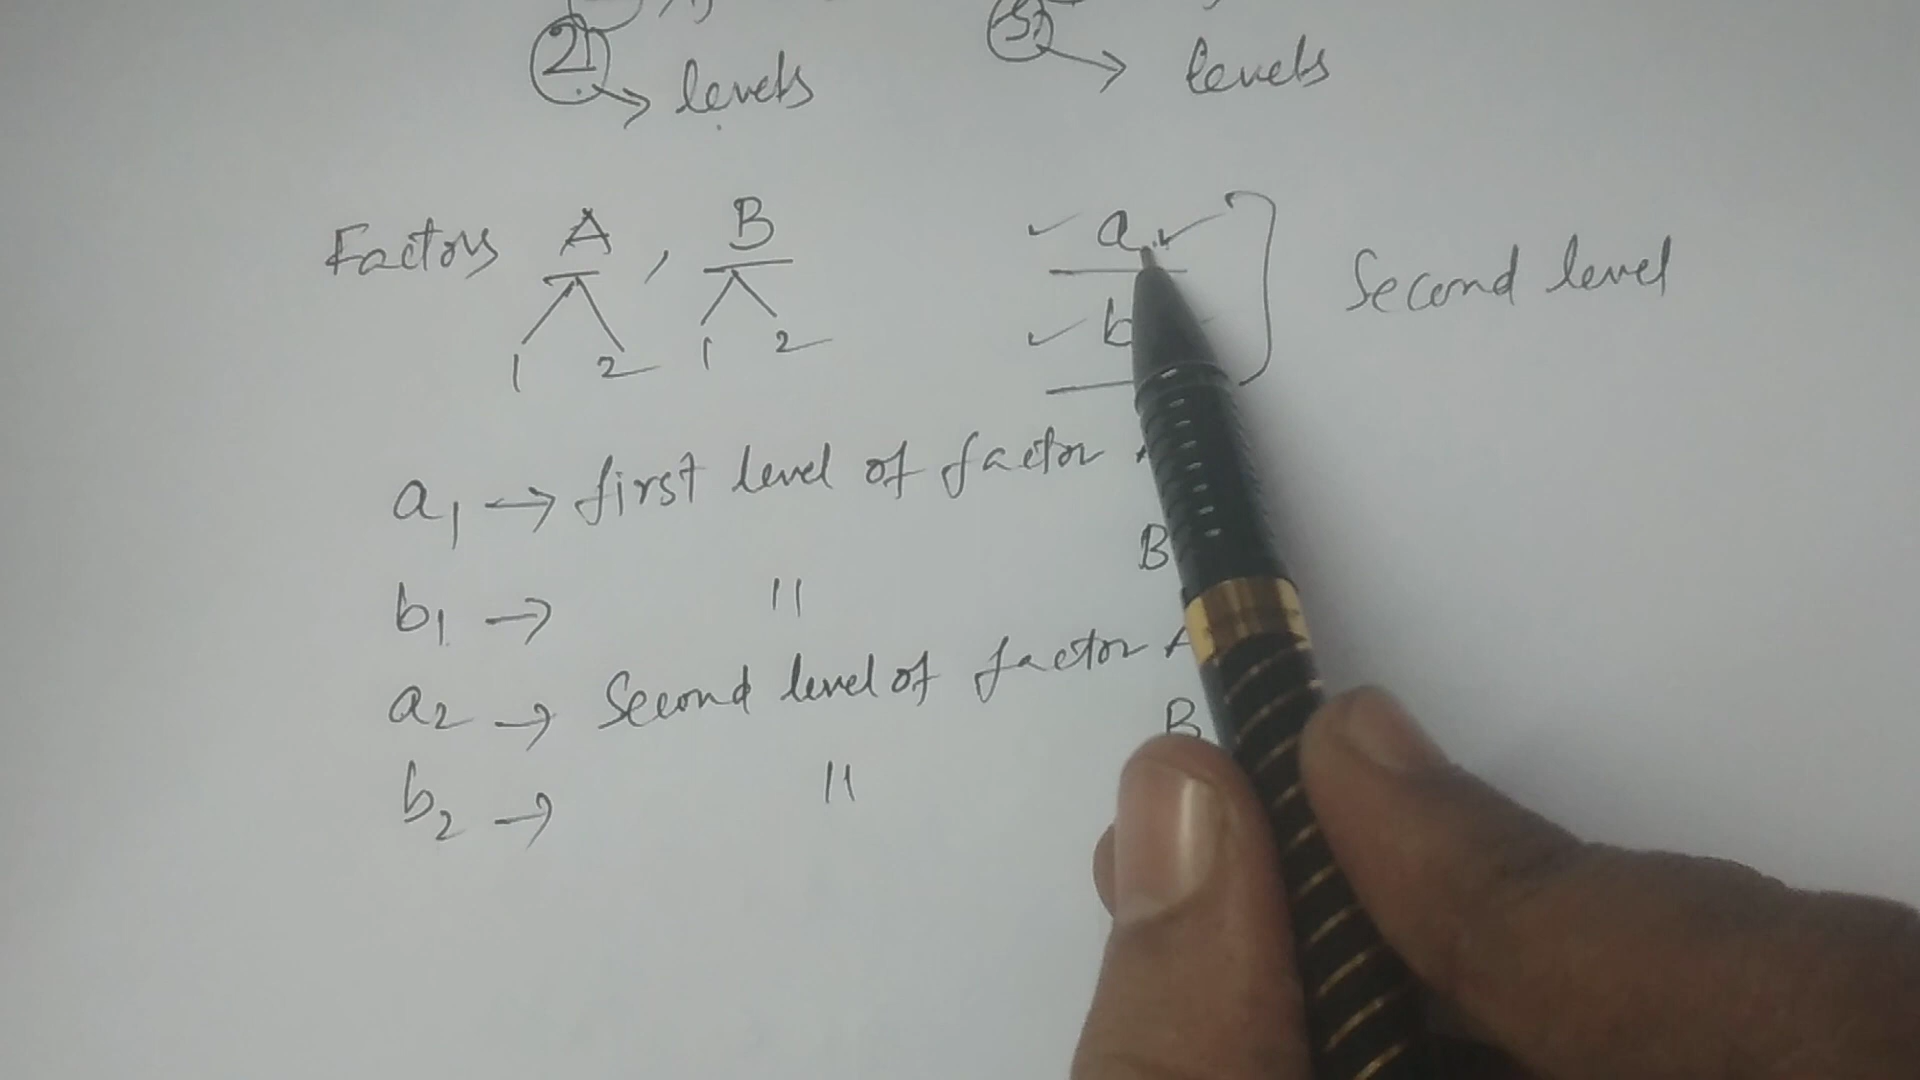 2 → levels 3 → levels
Factors A, B ✓ a ✓
1 2 1 2 ✓ b Second level
a1 → first level of factor
b1 → 〃 B
a2 → Second level of factor A
b2 → 〃 B